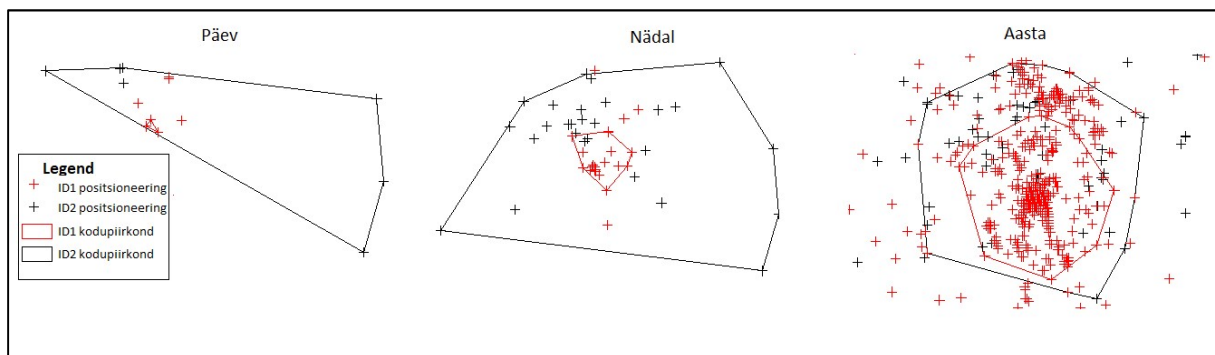 Päev
Nädal
Aasta
Legend
ID1 positsioneering
ID2 positsioneering
ID1 kodupiirkond
ID2 kodupiirkond